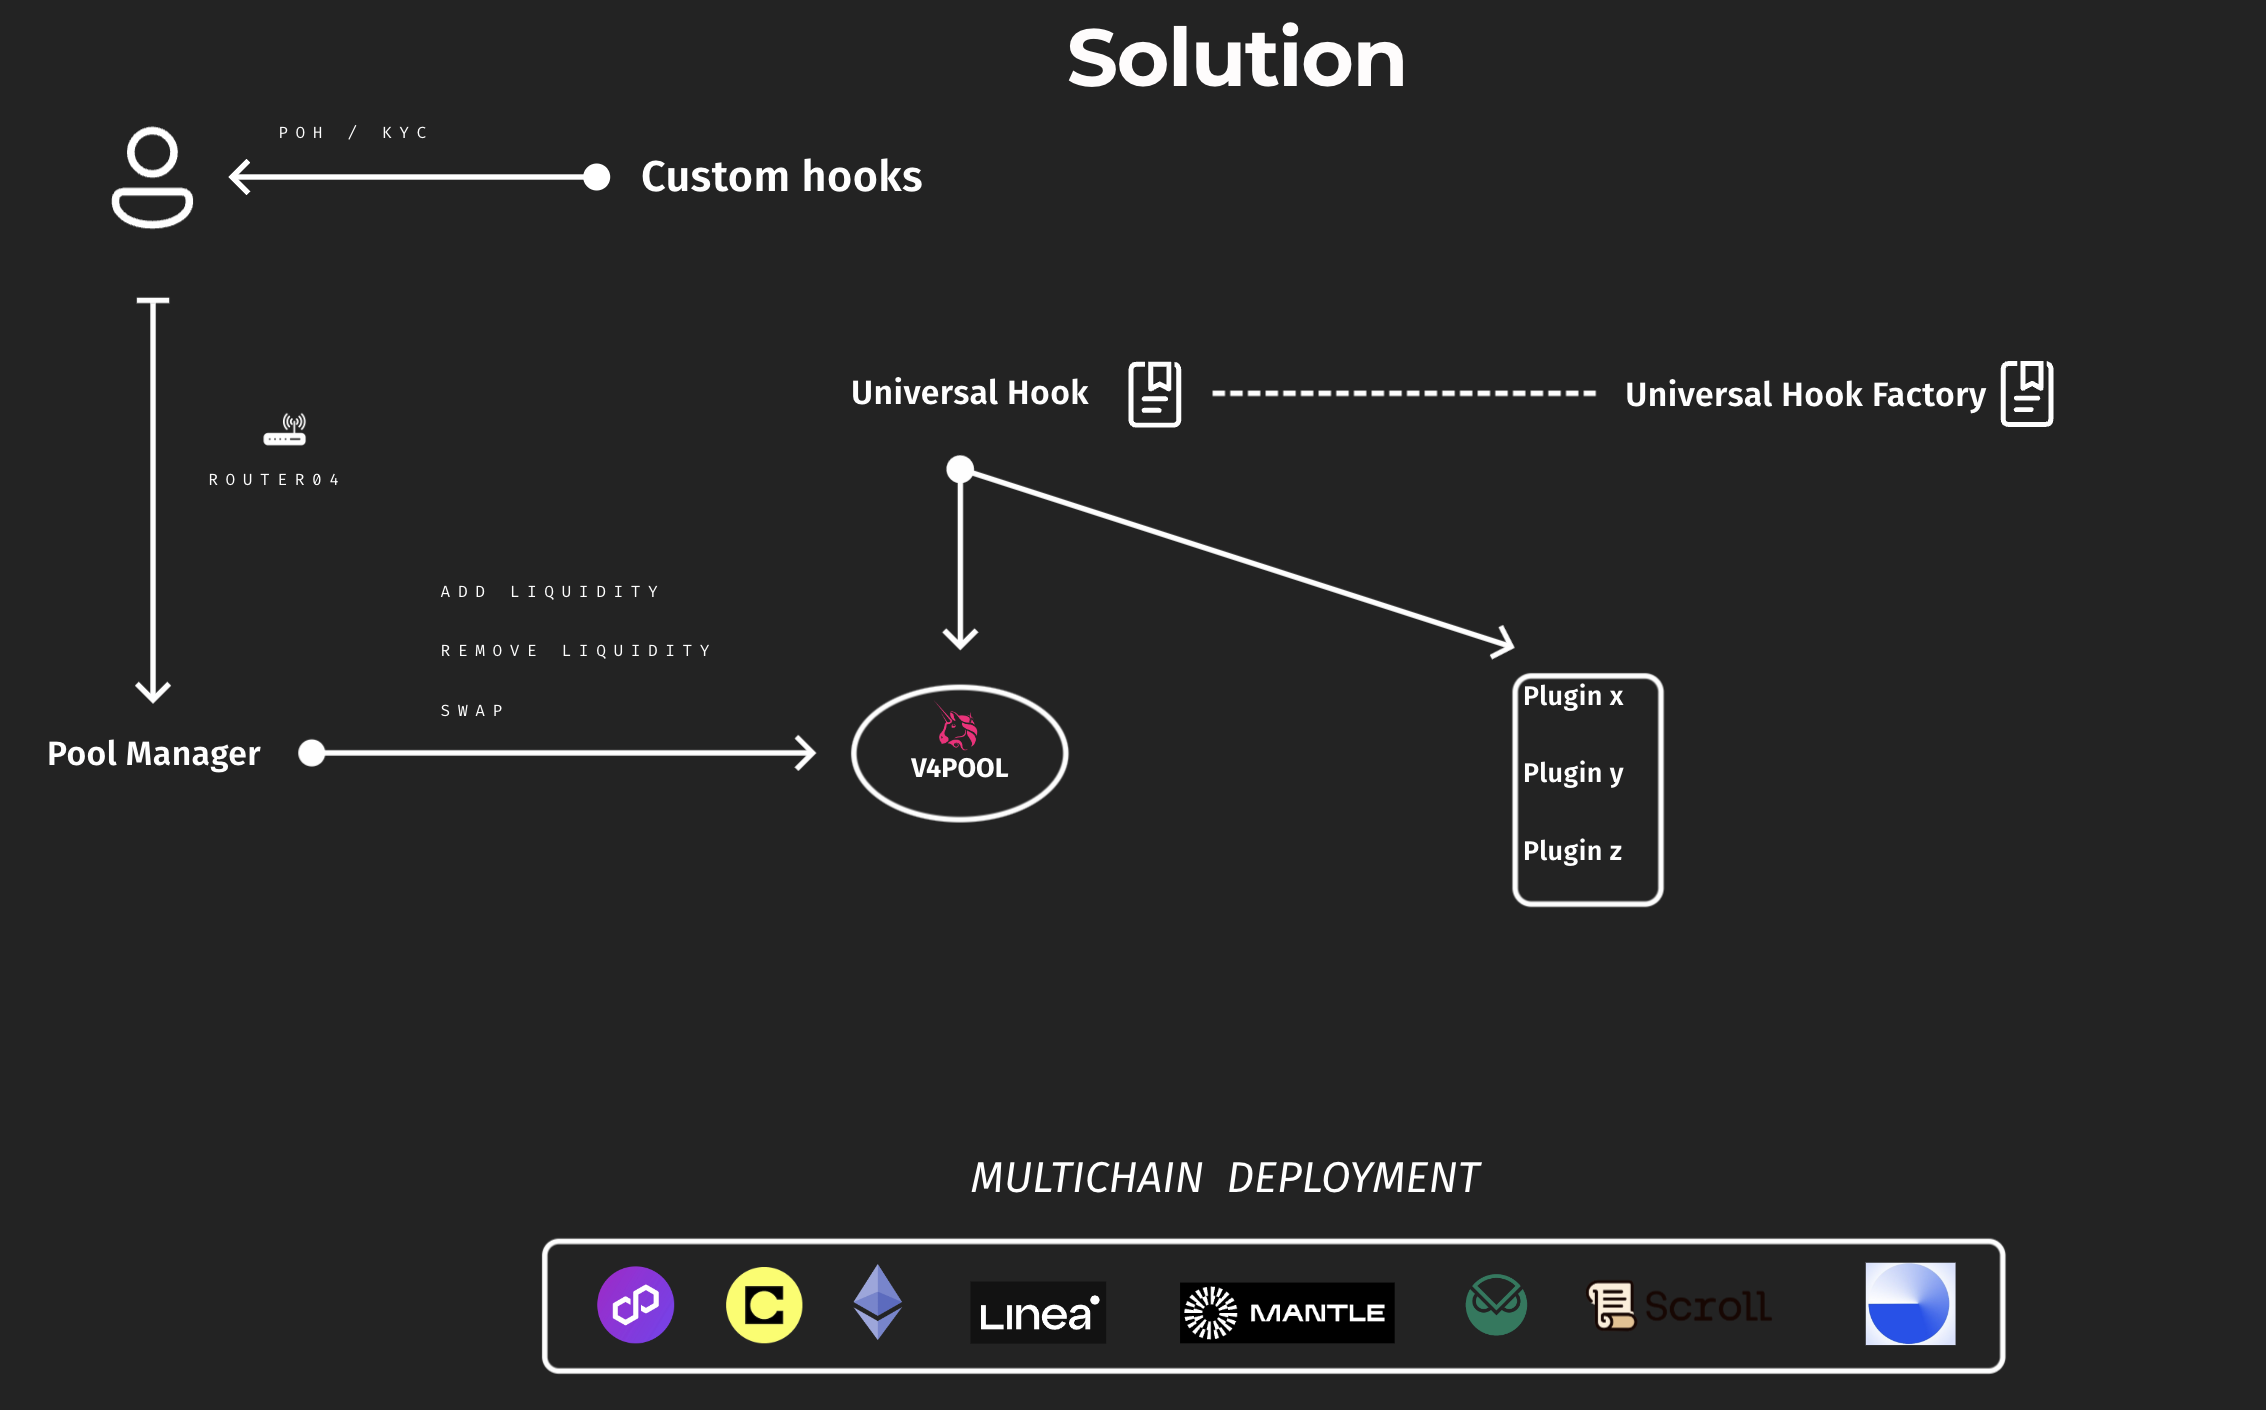 Solution
POH / KYC
Custom hooks
Universal Hook
Universal Hook Factory
ROUTER04
ADD LIQUIDITY
REMOVE LIQUIDITY
SWAP
Pool Manager
V4POOL
Plugin x
Plugin y
Plugin z
MULTICHAIN DEPLOYMENT
Linea
MANTLE
Scroll